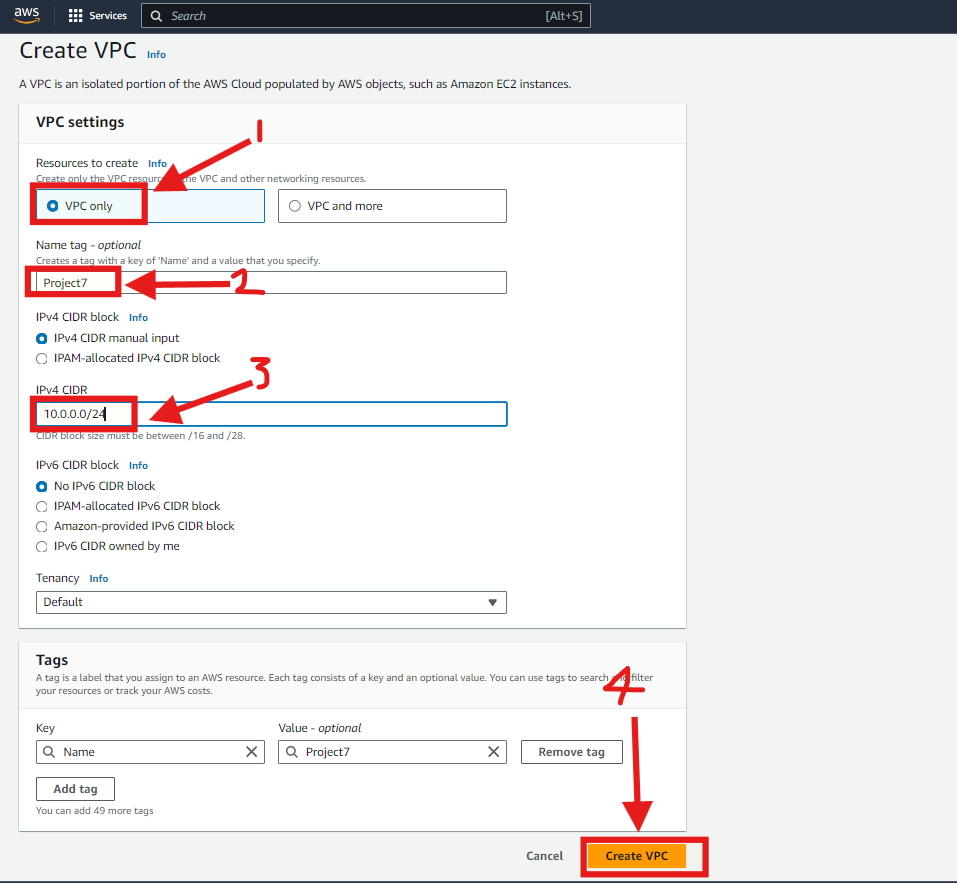 aws Services Search [Alt+S]
Create VPC Info
A VPC is an isolated portion of the AWS Cloud populated by AWS objects, such as Amazon EC2 instances.
VPC settings
1
Resources to create Info
Create only the VPC resource the VPC and other networking resources.
VPC only VPC and more
Name tag - optional
Creates a tag with a key of 'Name' and a value that you specify.
Project7 2
IPv4 CIDR block Info
IPv4 CIDR manual input
IPAM-allocated IPv4 CIDR block
3
IPv4 CIDR
10.0.0.0/24
CIDR block size must be between /16 and /28.
IPv6 CIDR block Info
No IPv6 CIDR block
IPAM-allocated IPv6 CIDR block
Amazon-provided IPv6 CIDR block
IPv6 CIDR owned by me
Tenancy Info
Default
Tags
A tag is a label that you assign to an AWS resource. Each tag consists of a key and an optional value. You can use tags to search and filter
your resources or track your AWS costs.
4
Key Value - optional
Name Project7 Remove tag
Add tag
You can add 49 more tags
Cancel Create VPC